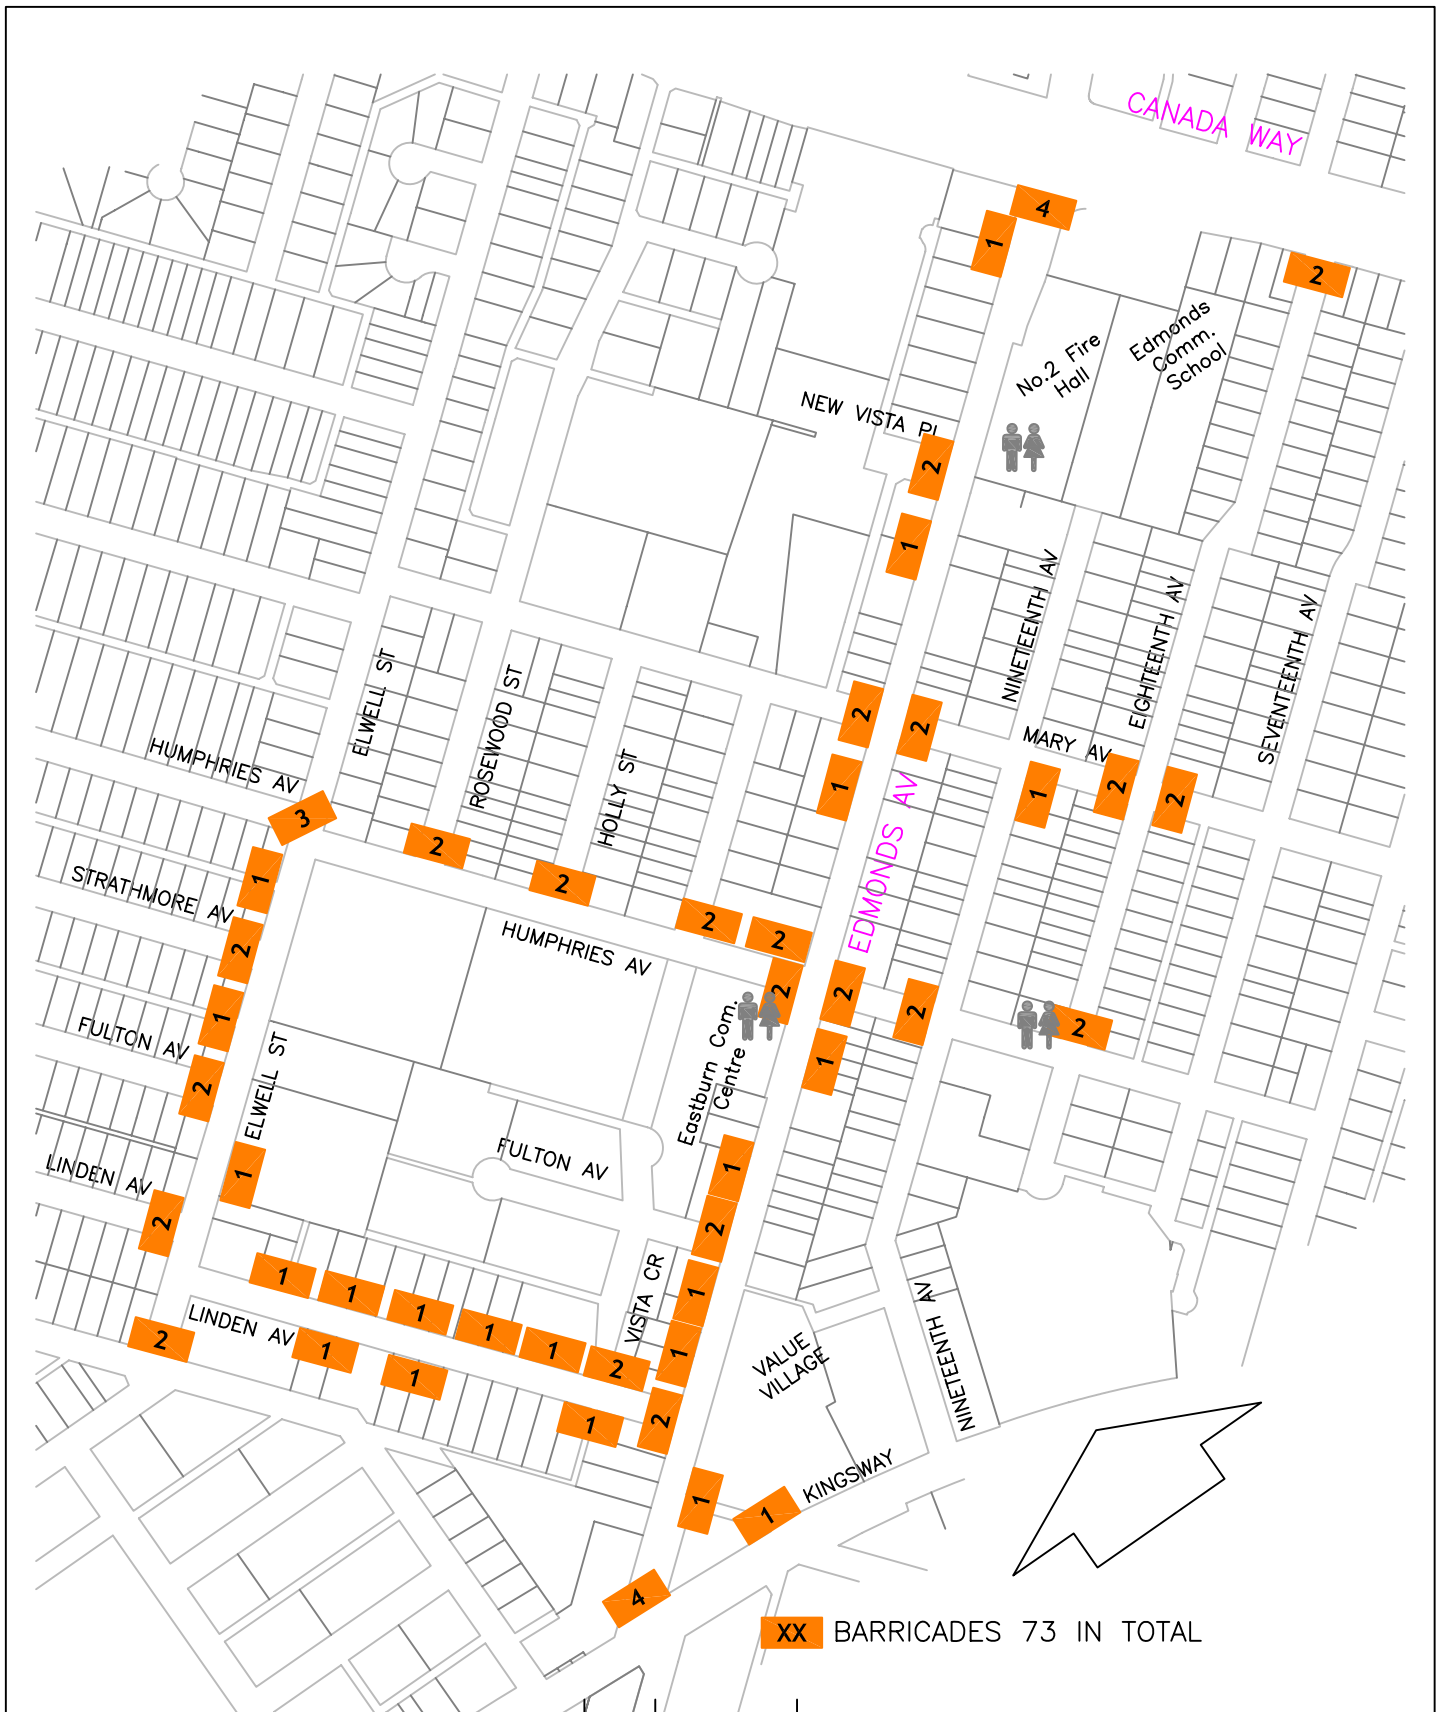 CANADA WAY
4
1
2
Edmonds
Comm.
School
No.2 Fire
Hall
NEW VISTA PL
2
1
NINETEENTH AV
EIGHTEENTH AV
SEVENTEENTH AV
ELWELL ST
ROSEWOOD ST
HOLLY ST
2
2
MARY AV
HUMPHRIES AV
1
1
2
2
EDMONDS AV
3
2
2
1
STRATHMORE AV
2
2
2
HUMPHRIES AV
2
2
2
1
2
2
FULTON AV
Eastburn Com.
Centre
1
2
ELWELL ST
FULTON AV
LINDEN AV
1
1
2
2
1
1
1
1
1
1
2
1
VISTA CR
LINDEN AV
2
1
1
1
2
NINETEENTH AV
VALUE
VILLAGE
KINGSWAY
1
1
4
XX BARRICADES 73 IN TOTAL